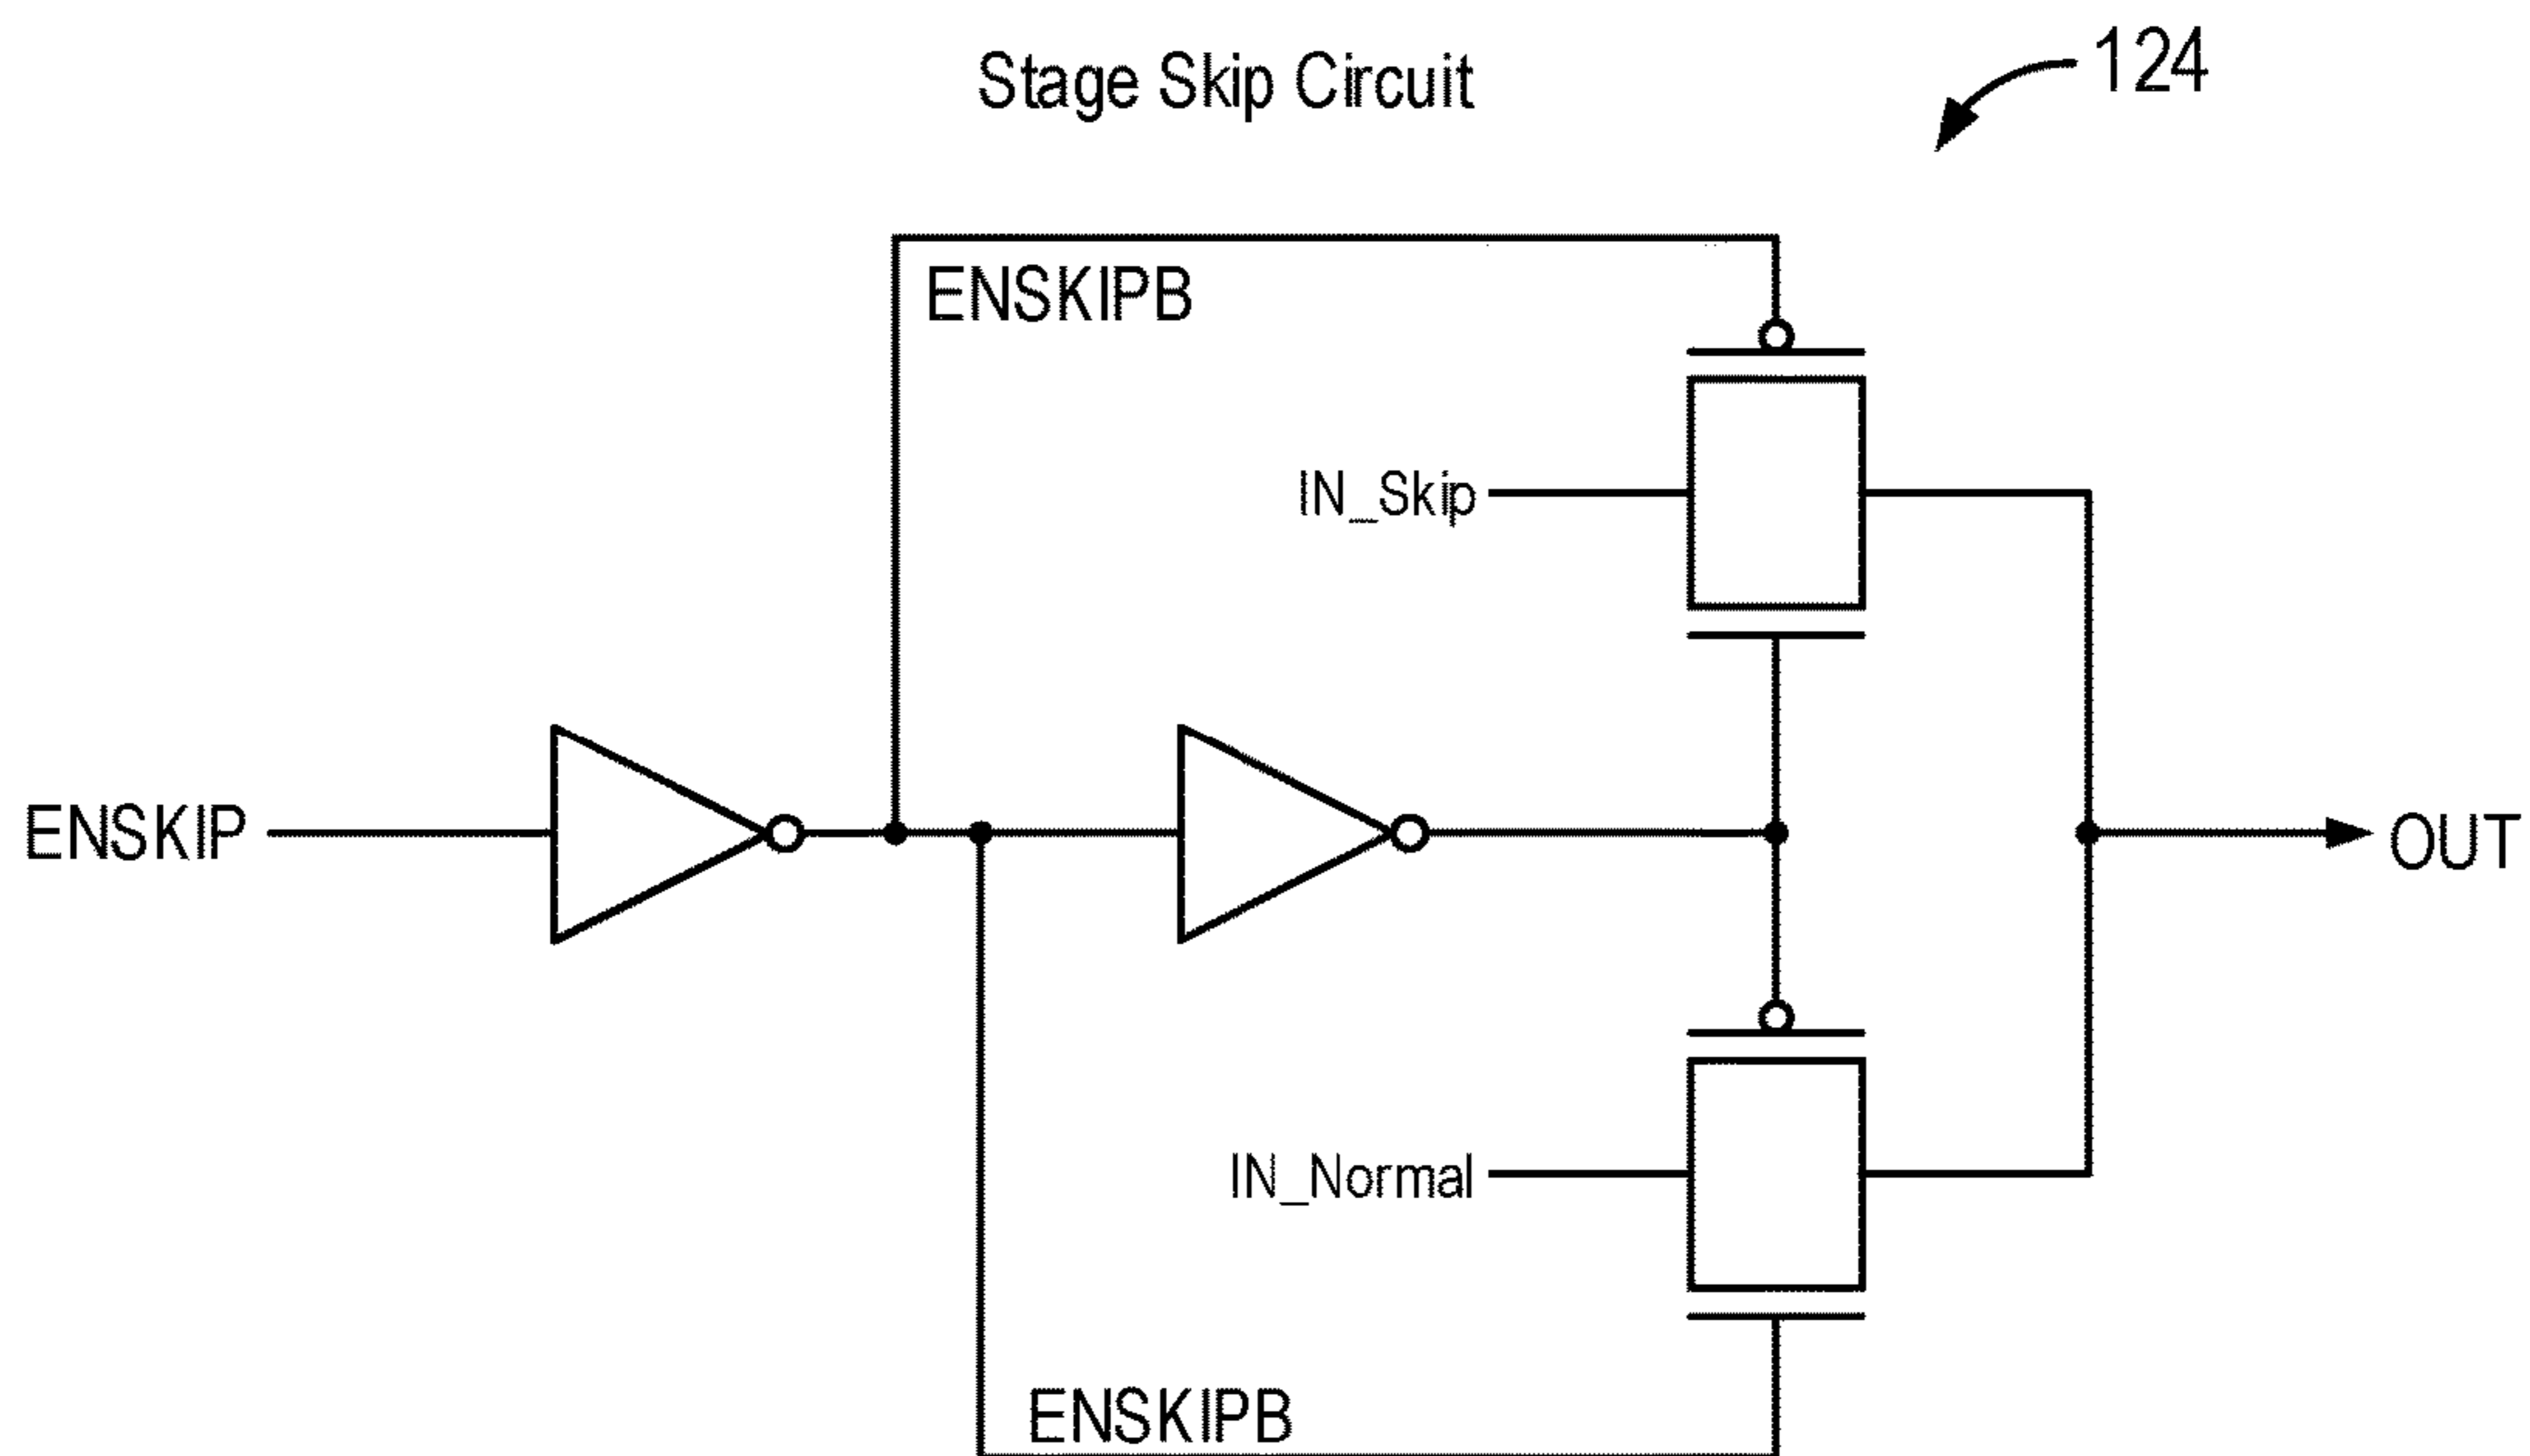 Stage Skip Circuit
124
ENSKIPB
IN_Skip
ENSKIP
OUT
IN_Normal
ENSKIPB